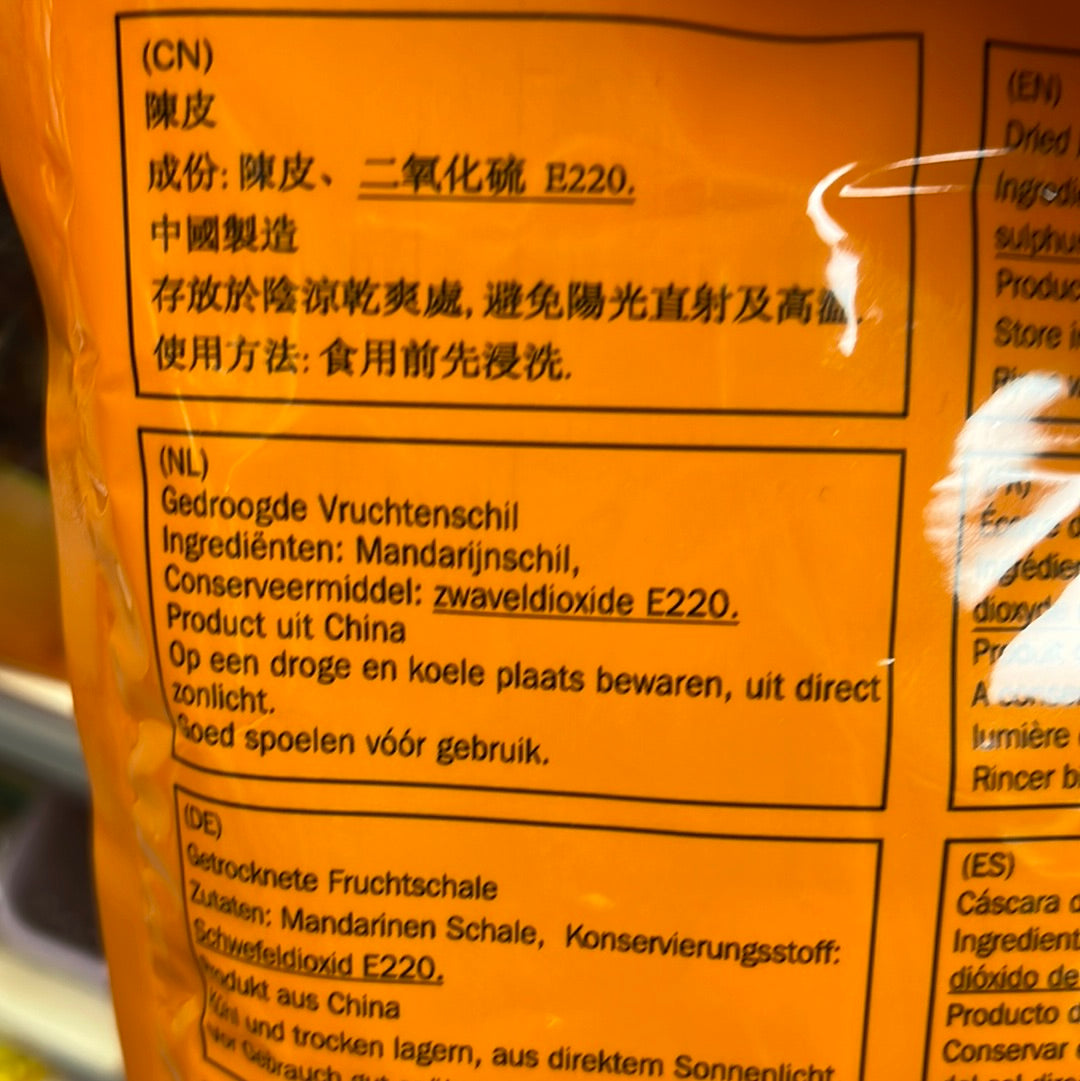 (CN)
陳皮
成份: 陳皮、 二氧化硫 E220.
中國製造
存放於陰涼乾爽處, 避免陽光直射及高溫.
使用方法: 食用前先浸洗.
(NL)
Gedroogde Vruchtenschil
Ingrediënten: Mandarijnschil,
Conserveermiddel: zwaveldioxide E220.
Product uit China
Op een droge en koele plaats bewaren, uit direct
zonlicht.
Goed spoelen vóór gebruik.
(DE)
Getrocknete Fruchtschale
Zutaten: Mandarinen Schale, Konservierungsstoff:
Schwefeldioxid E220.
Produkt aus China
Kühl und trocken lagern, aus direktem Sonnenlicht
Vor Gebrauch gut
(EN)
Dried
Store
lumière
Rincer
(ES)
Cáscara
dióxido de
Producto
Conservar